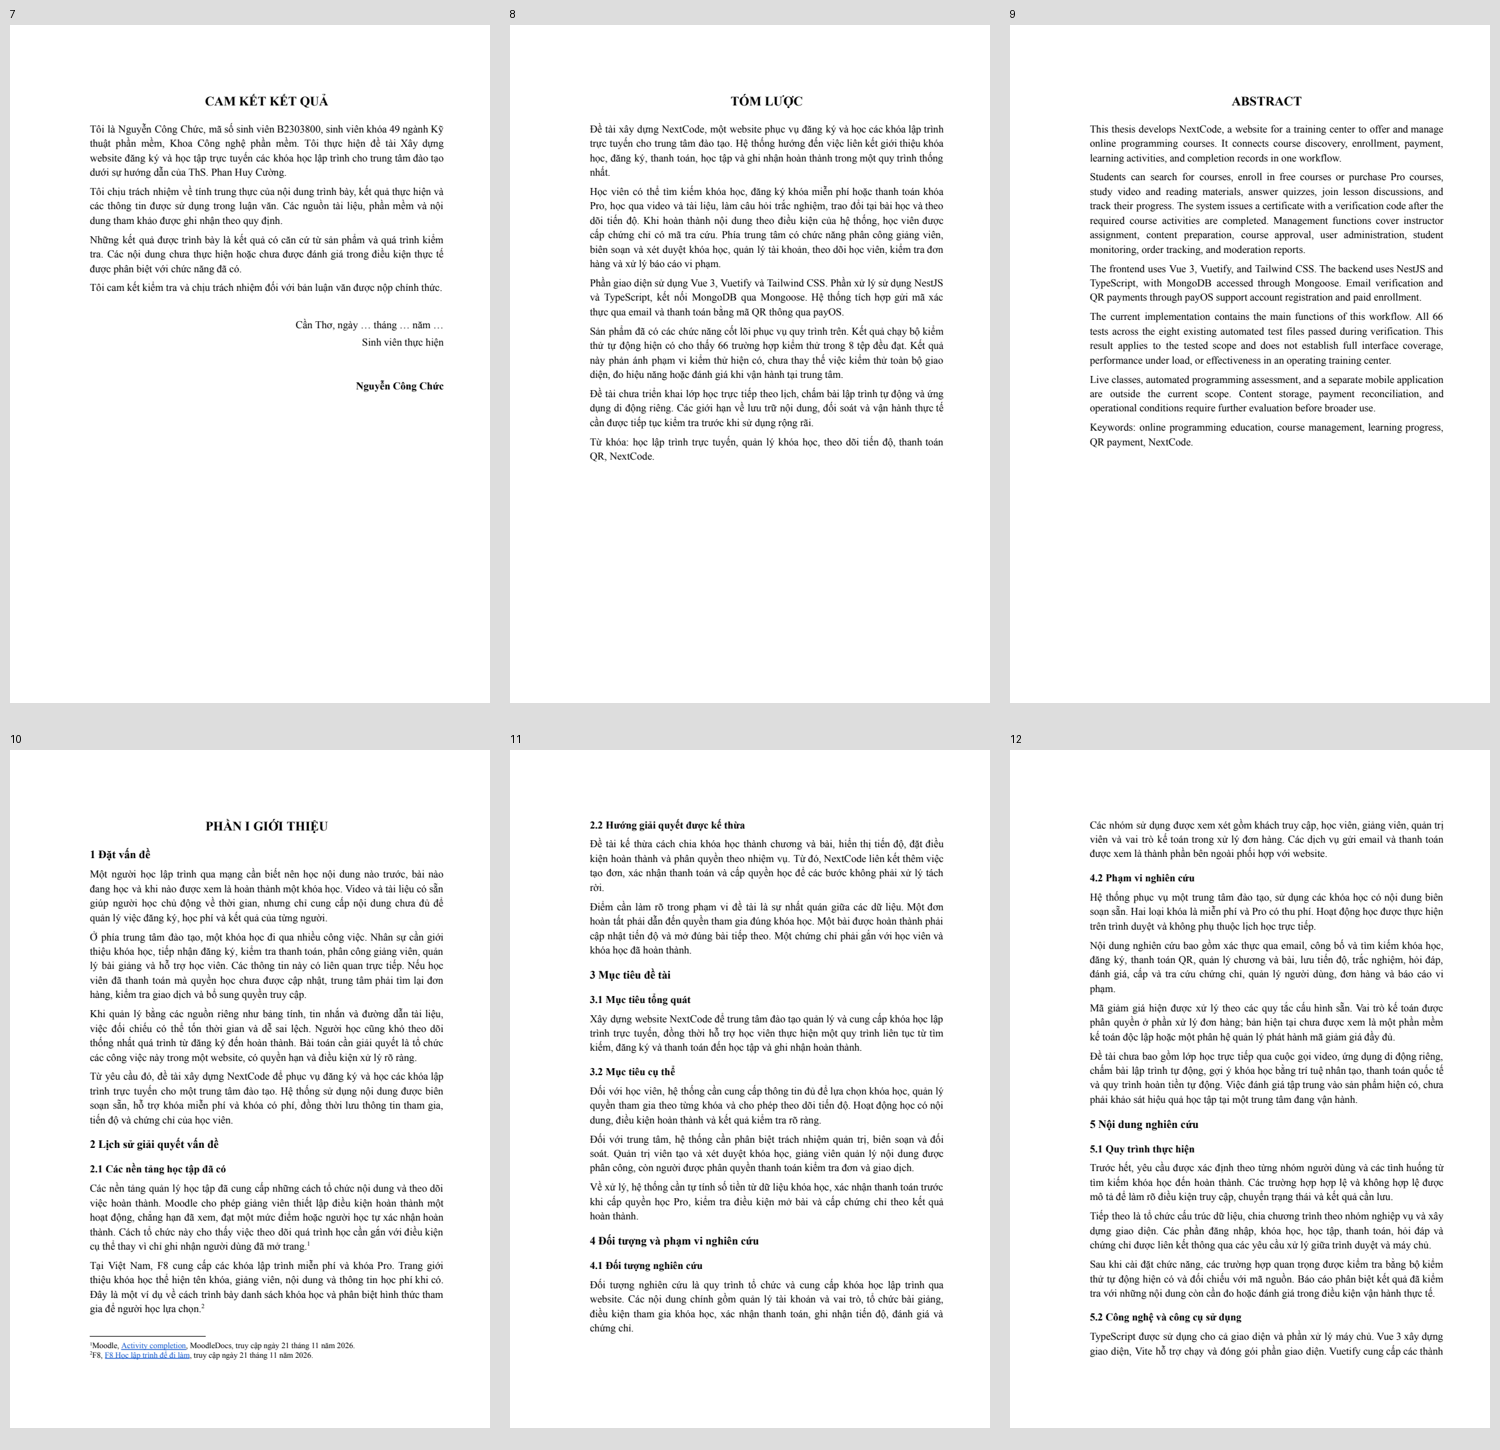 7
CAM KẾT KẾT QUẢ
Tôi là Nguyễn Công Chức, mã số sinh viên B2303800, sinh viên khóa 49 ngành Kỹ
thuật phần mềm, Khoa Công nghệ phần mềm. Tôi thực hiện đề tài Xây dựng
website đăng ký và học tập trực tuyến các khóa học lập trình cho trung tâm đào tạo
dưới sự hướng dẫn của ThS. Phan Huy Cường.
Tôi chịu trách nhiệm về tính trung thực của nội dung trình bày, kết quả thực hiện và
các thông tin được sử dụng trong luận văn. Các nguồn tài liệu, phần mềm và nội
dung tham khảo được ghi nhận theo quy định.
Những kết quả được trình bày là kết quả có căn cứ từ sản phẩm và quá trình kiểm
tra. Các nội dung chưa thực hiện hoặc chưa được đánh giá trong điều kiện thực tế
được phân biệt với chức năng đã có.
Tôi cam kết kiểm tra và chịu trách nhiệm đối với bản luận văn được nộp chính thức.
Cần Thơ, ngày … tháng … năm …
Sinh viên thực hiện
Nguyễn Công Chức
8
TÓM LƯỢC
Đề tài xây dựng NextCode, một website phục vụ đăng ký và học các khóa lập trình
trực tuyến cho trung tâm đào tạo. Hệ thống hướng đến việc liên kết giới thiệu khóa
học, đăng ký, thanh toán, học tập và ghi nhận hoàn thành trong một quy trình thống
nhất.
Học viên có thể tìm kiếm khóa học, đăng ký khóa miễn phí hoặc thanh toán khóa
Pro, học qua video và tài liệu, làm câu hỏi trắc nghiệm, trao đổi tại bài học và theo
dõi tiến độ. Khi hoàn thành nội dung theo điều kiện của hệ thống, học viên được
cấp chứng chỉ có mã tra cứu. Phía trung tâm có chức năng phân công giảng viên,
biên soạn và xét duyệt khóa học, quản lý tài khoản, theo dõi học viên, kiểm tra đơn
hàng và xử lý báo cáo vi phạm.
Phần giao diện sử dụng Vue 3, Vuetify và Tailwind CSS. Phần xử lý sử dụng NestJS
và TypeScript, kết nối MongoDB qua Mongoose. Hệ thống tích hợp gửi mã xác
thực qua email và thanh toán bằng mã QR thông qua payOS.
Sản phẩm đã có các chức năng cốt lõi phục vụ quy trình trên. Kết quả chạy bộ kiểm
thử tự động hiện có cho thấy 66 trường hợp kiểm thử trong 8 tệp đều đạt. Kết quả
này phản ánh phạm vi kiểm thử hiện có, chưa thay thế việc kiểm thử toàn bộ giao
diện, đo hiệu năng hoặc đánh giá khi vận hành tại trung tâm.
Đề tài chưa triển khai lớp học trực tiếp theo lịch, chấm bài lập trình tự động và ứng
dụng di động riêng. Các giới hạn về lưu trữ nội dung, đối soát và vận hành thực tế
cần được tiếp tục kiểm tra trước khi sử dụng rộng rãi.
Từ khóa: học lập trình trực tuyến, quản lý khóa học, theo dõi tiến độ, thanh toán
QR, NextCode.
9
ABSTRACT
This thesis develops NextCode, a website for a training center to offer and manage
online programming courses. It connects course discovery, enrollment, payment,
learning activities, and completion records in one workflow.
Students can search for courses, enroll in free courses or purchase Pro courses,
study video and reading materials, answer quizzes, join lesson discussions, and
track their progress. The system issues a certificate with a verification code after the
required course activities are completed. Management functions cover instructor
assignment, content preparation, course approval, user administration, student
monitoring, order tracking, and moderation reports.
The frontend uses Vue 3, Vuetify, and Tailwind CSS. The backend uses NestJS and
TypeScript, with MongoDB accessed through Mongoose. Email verification and
QR payments through payOS support account registration and paid enrollment.
The current implementation contains the main functions of this workflow. All 66
tests across the eight existing automated test files passed during verification. This
result applies to the tested scope and does not establish full interface coverage,
performance under load, or effectiveness in an operating training center.
Live classes, automated programming assessment, and a separate mobile application
are outside the current scope. Content storage, payment reconciliation, and
operational conditions require further evaluation before broader use.
Keywords: online programming education, course management, learning progress,
QR payment, NextCode.
10
PHẦN I GIỚI THIỆU
1 Đặt vấn đề
Một người học lập trình qua mạng cần biết nên học nội dung nào trước, bài nào
đang học và khi nào được xem là hoàn thành một khóa học. Video và tài liệu có sẵn
giúp người học chủ động về thời gian, nhưng chỉ cung cấp nội dung chưa đủ để
quản lý việc đăng ký, học phí và kết quả của từng người.
Ở phía trung tâm đào tạo, một khóa học đi qua nhiều công việc. Nhân sự cần giới
thiệu khóa học, tiếp nhận đăng ký, kiểm tra thanh toán, phân công giảng viên, quản
lý bài giảng và hỗ trợ học viên. Các thông tin này có liên quan trực tiếp. Nếu học
viên đã thanh toán mà quyền học chưa được cập nhật, trung tâm phải tìm lại đơn
hàng, kiểm tra giao dịch và bổ sung quyền truy cập.
Khi quản lý bằng các nguồn riêng như bảng tính, tin nhắn và đường dẫn tài liệu,
việc đối chiếu có thể tốn thời gian và dễ sai lệch. Người học cũng khó theo dõi
thống nhất quá trình từ đăng ký đến hoàn thành. Bài toán cần giải quyết là tổ chức
các công việc này trong một website, có quyền hạn và điều kiện xử lý rõ ràng.
Từ yêu cầu đó, đề tài xây dựng NextCode để phục vụ đăng ký và học các khóa lập
trình trực tuyến cho một trung tâm đào tạo. Hệ thống sử dụng nội dung được biên
soạn sẵn, hỗ trợ khóa miễn phí và khóa có phí, đồng thời lưu thông tin tham gia,
tiến độ và chứng chỉ của học viên.
2 Lịch sử giải quyết vấn đề
2.1 Các nền tảng học tập đã có
Các nền tảng quản lý học tập đã cung cấp những cách tổ chức nội dung và theo dõi
việc hoàn thành. Moodle cho phép giảng viên thiết lập điều kiện hoàn thành một
hoạt động, chẳng hạn đã xem, đạt một mức điểm hoặc người học tự xác nhận hoàn
thành. Cách tổ chức này cho thấy việc theo dõi quá trình học cần gắn với điều kiện
cụ thể thay vì chỉ ghi nhận người dùng đã mở trang.1
Tại Việt Nam, F8 cung cấp các khóa lập trình miễn phí và khóa Pro. Trang giới
thiệu khóa học thể hiện tên khóa, giảng viên, nội dung và thông tin học phí khi có.
Đây là một ví dụ về cách trình bày danh sách khóa học và phân biệt hình thức tham
gia để người học lựa chọn.2
1Moodle, Activity completion, MoodleDocs, truy cập ngày 21 tháng 11 năm 2026.
2F8, F8 Học lập trình để đi làm, truy cập ngày 21 tháng 11 năm 2026.
11
2.2 Hướng giải quyết được kế thừa
Đề tài kế thừa cách chia khóa học thành chương và bài, hiển thị tiến độ, đặt điều
kiện hoàn thành và phân quyền theo nhiệm vụ. Từ đó, NextCode liên kết thêm việc
tạo đơn, xác nhận thanh toán và cấp quyền học để các bước không phải xử lý tách
rời.
Điểm cần làm rõ trong phạm vi đề tài là sự nhất quán giữa các dữ liệu. Một đơn
hoàn tất phải dẫn đến quyền tham gia đúng khóa học. Một bài được hoàn thành phải
cập nhật tiến độ và mở đúng bài tiếp theo. Một chứng chỉ phải gắn với học viên và
khóa học đã hoàn thành.
3 Mục tiêu đề tài
3.1 Mục tiêu tổng quát
Xây dựng website NextCode để trung tâm đào tạo quản lý và cung cấp khóa học lập
trình trực tuyến, đồng thời hỗ trợ học viên thực hiện một quy trình liên tục từ tìm
kiếm, đăng ký và thanh toán đến học tập và ghi nhận hoàn thành.
3.2 Mục tiêu cụ thể
Đối với học viên, hệ thống cần cung cấp thông tin đủ để lựa chọn khóa học, quản lý
quyền tham gia theo từng khóa và cho phép theo dõi tiến độ. Hoạt động học có nội
dung, điều kiện hoàn thành và kết quả kiểm tra rõ ràng.
Đối với trung tâm, hệ thống cần phân biệt trách nhiệm quản trị, biên soạn và đối
soát. Quản trị viên tạo và xét duyệt khóa học, giảng viên quản lý nội dung được
phân công, còn người được phân quyền thanh toán kiểm tra đơn và giao dịch.
Về xử lý, hệ thống cần tự tính số tiền từ dữ liệu khóa học, xác nhận thanh toán trước
khi cấp quyền học Pro, kiểm tra điều kiện mở bài và cấp chứng chỉ theo kết quả
hoàn thành.
4 Đối tượng và phạm vi nghiên cứu
4.1 Đối tượng nghiên cứu
Đối tượng nghiên cứu là quy trình tổ chức và cung cấp khóa học lập trình qua
website. Các nội dung chính gồm quản lý tài khoản và vai trò, tổ chức bài giảng,
điều kiện tham gia khóa học, xác nhận thanh toán, ghi nhận tiến độ, đánh giá và
chứng chỉ.
12
Các nhóm sử dụng được xem xét gồm khách truy cập, học viên, giảng viên, quản trị
viên và vai trò kế toán trong xử lý đơn hàng. Các dịch vụ gửi email và thanh toán
được xem là thành phần bên ngoài phối hợp với website.
4.2 Phạm vi nghiên cứu
Hệ thống phục vụ một trung tâm đào tạo, sử dụng các khóa học có nội dung biên
soạn sẵn. Hai loại khóa là miễn phí và Pro có thu phí. Hoạt động học được thực hiện
trên trình duyệt và không phụ thuộc lịch học trực tiếp.
Nội dung nghiên cứu bao gồm xác thực qua email, công bố và tìm kiếm khóa học,
đăng ký, thanh toán QR, quản lý chương và bài, lưu tiến độ, trắc nghiệm, hỏi đáp,
đánh giá, cấp và tra cứu chứng chỉ, quản lý người dùng, đơn hàng và báo cáo vi
phạm.
Mã giảm giá hiện được xử lý theo các quy tắc cấu hình sẵn. Vai trò kế toán được
phân quyền ở phần xử lý đơn hàng; bản hiện tại chưa được xem là một phần mềm
kế toán độc lập hoặc một phân hệ quản lý phát hành mã giảm giá đầy đủ.
Đề tài chưa bao gồm lớp học trực tiếp qua cuộc gọi video, ứng dụng di động riêng,
chấm bài lập trình tự động, gợi ý khóa học bằng trí tuệ nhân tạo, thanh toán quốc tế
và quy trình hoàn tiền tự động. Việc đánh giá tập trung vào sản phẩm hiện có, chưa
phải khảo sát hiệu quả học tập tại một trung tâm đang vận hành.
5 Nội dung nghiên cứu
5.1 Quy trình thực hiện
Trước hết, yêu cầu được xác định theo từng nhóm người dùng và các tình huống từ
tìm kiếm khóa học đến hoàn thành. Các trường hợp hợp lệ và không hợp lệ được
mô tả để làm rõ điều kiện truy cập, chuyển trạng thái và kết quả cần lưu.
Tiếp theo là tổ chức cấu trúc dữ liệu, chia chương trình theo nhóm nghiệp vụ và xây
dựng giao diện. Các phần đăng nhập, khóa học, học tập, thanh toán, hỏi đáp và
chứng chỉ được liên kết thông qua các yêu cầu xử lý giữa trình duyệt và máy chủ.
Sau khi cài đặt chức năng, các trường hợp quan trọng được kiểm tra bằng bộ kiểm
thử tự động hiện có và đối chiếu với mã nguồn. Báo cáo phân biệt kết quả đã kiểm
tra với những nội dung còn cần đo hoặc đánh giá trong điều kiện vận hành thực tế.
5.2 Công nghệ và công cụ sử dụng
TypeScript được sử dụng cho cả giao diện và phần xử lý máy chủ. Vue 3 xây dựng
giao diện, Vite hỗ trợ chạy và đóng gói phần giao diện. Vuetify cung cấp các thành